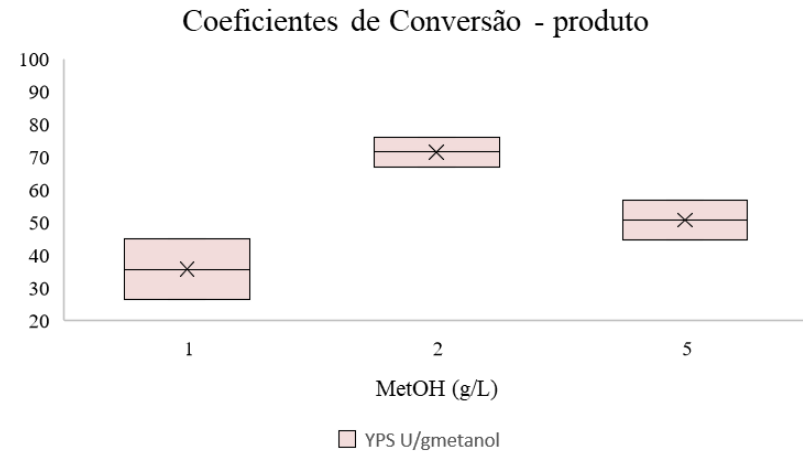 Coeficientes de Conversão - produto
100
90
80
70
60
50
40
30
20
1 2 5
MetOH (g/L)
YPS U/gmetanol